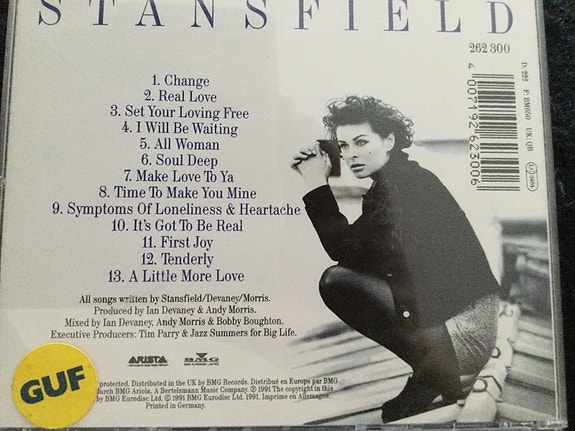 STANSFIELD
262 300
1. Change
2. Real Love
3. Set Your Loving Free
4. I Will Be Waiting
5. All Woman
6. Soul Deep
7. Make Love To Ya
8. Time To Make You Mine
9. Symptoms Of Loneliness & Heartache
10. It's Got To Be Real
11. First Joy
12. Tenderly
13. A Little More Love
All songs written by Stansfield/Devaney/Morris.
Produced by Ian Devaney & Andy Morris.
Mixed by Ian Devaney, Andy Morris & Bobby Boughton.
Executive Producers: Tim Parry & Jazz Summers for Big Life.
ARISTA
BMG
protected. Distributed in the UK by BMG Records. Distribué en Europe par BMG
durch BMG Ariola. A Bertelsmann Music Company. ℗ 1991 The copyright in this
by BMG Eurodisc Ltd. © 1991 BMG Eurodisc Ltd. 1991. Imprime en Allemagne.
Printed in Germany.
GUF
4 007192 623006
UK: QB